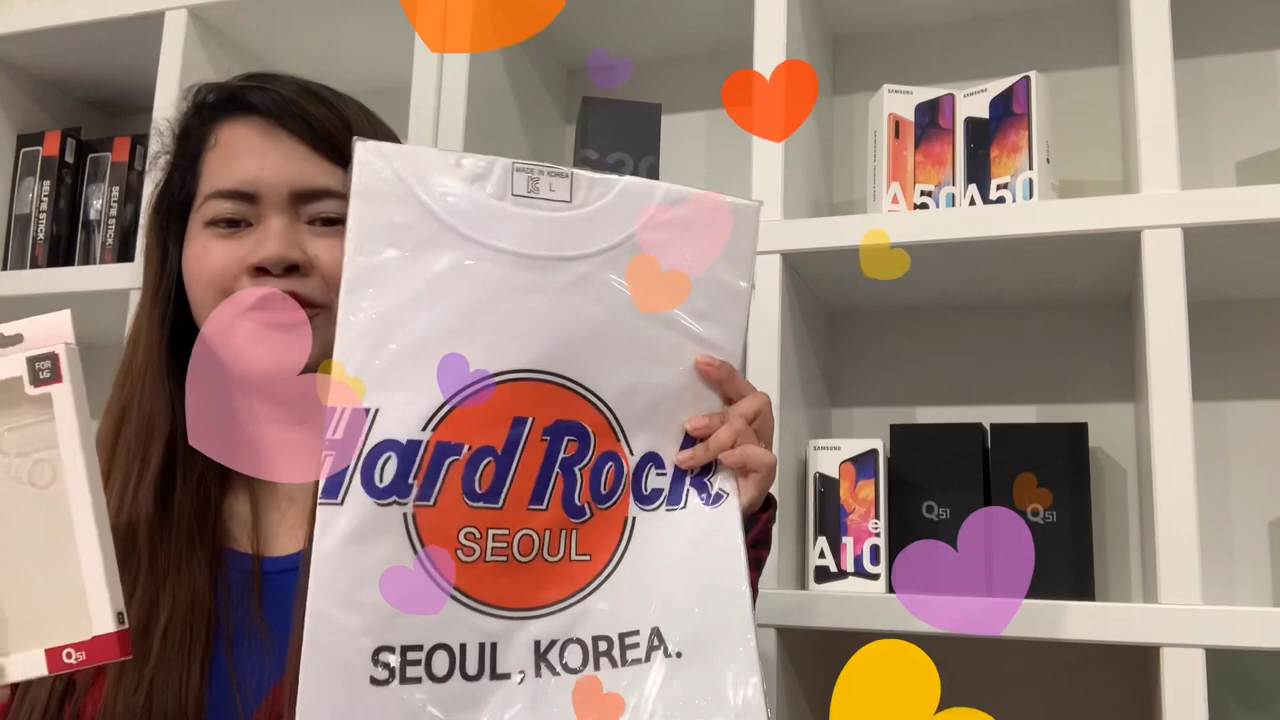 SELFIE STICK
SELFIE STICK
S20
SAMSUNG
A50
SAMSUNG
A50
MADE IN KOREA
L
FOR
LG
Hard Rock
SEOUL
SEOUL, KOREA.
Q51
SAMSUNG
A10e
Q51
Q51